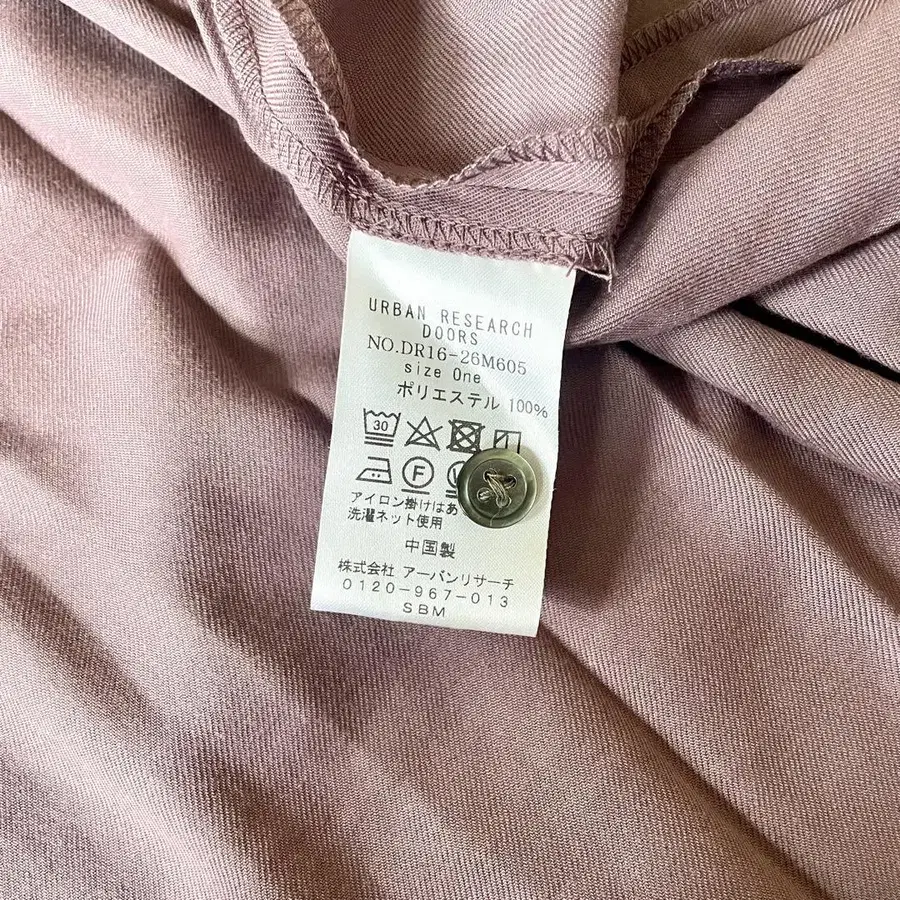 URBAN RESEARCH
DOORS
NO.DR16-26M605
size One
ポリエステル 100%
30
F
アイロン掛けはあ
洗濯ネット使用
中国製
株式会社 アーバンリサーチ
0120-967-013
SBM